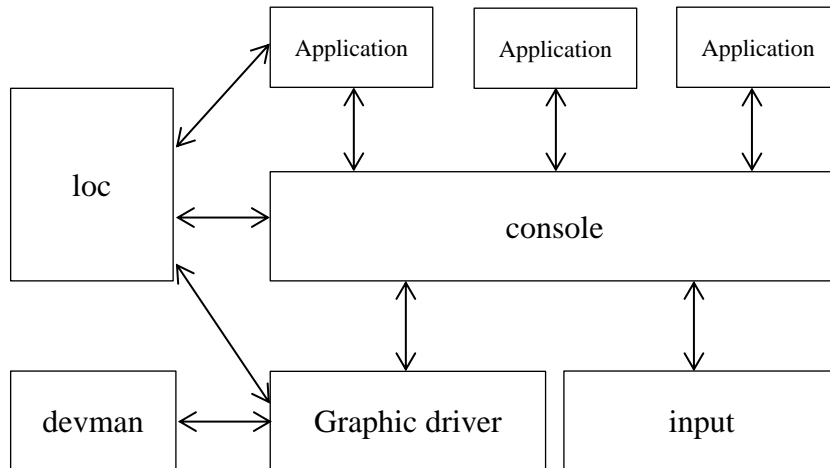 Application
Application
Application
loc
console
devman
Graphic driver
input